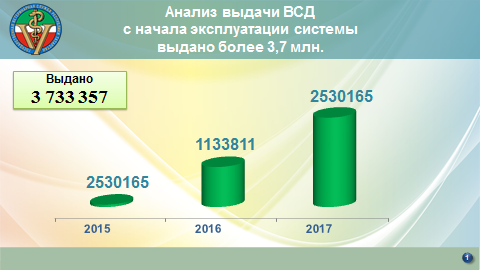 Анализ выдачи ВСД
с начала эксплуатации системы
выдано более 3,7 млн.
Выдано
3 733 357
2530165
1133811
2530165
2015
2016
2017
1